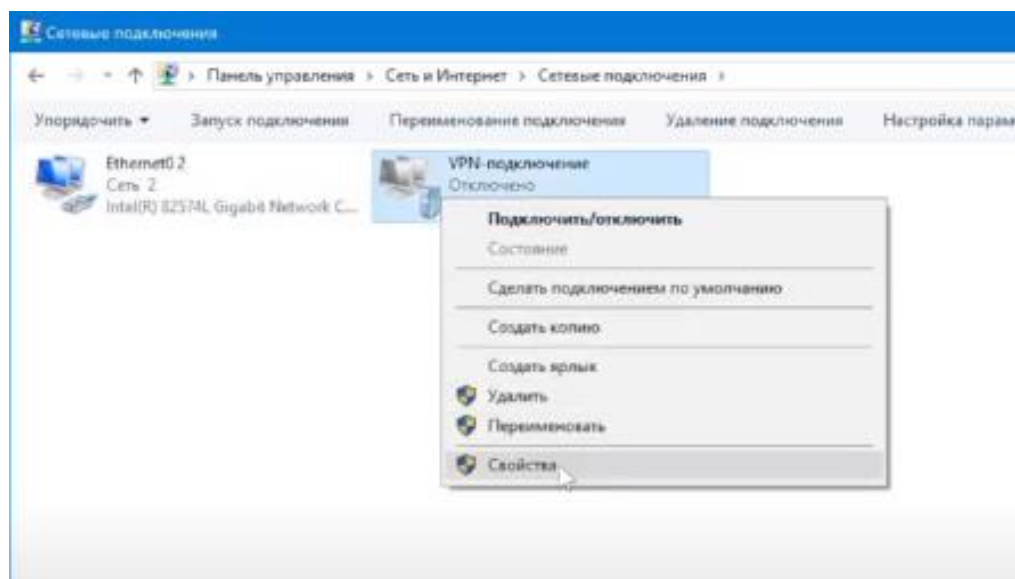 Сетевые подключения
Панель управления › Сеть и Интернет › Сетевые подключения ›
Упорядочить Запуск подключения Переименование подключения Удаление подключения Настройка парам
Ethernet0 2
Сеть 2
Intel(R) 82574L Gigabit Network C...
VPN-подключение
Отключено
Подключить/отключить
Состояние
Сделать подключением по умолчанию
Создать копию
Создать ярлык
Удалить
Переименовать
Свойства